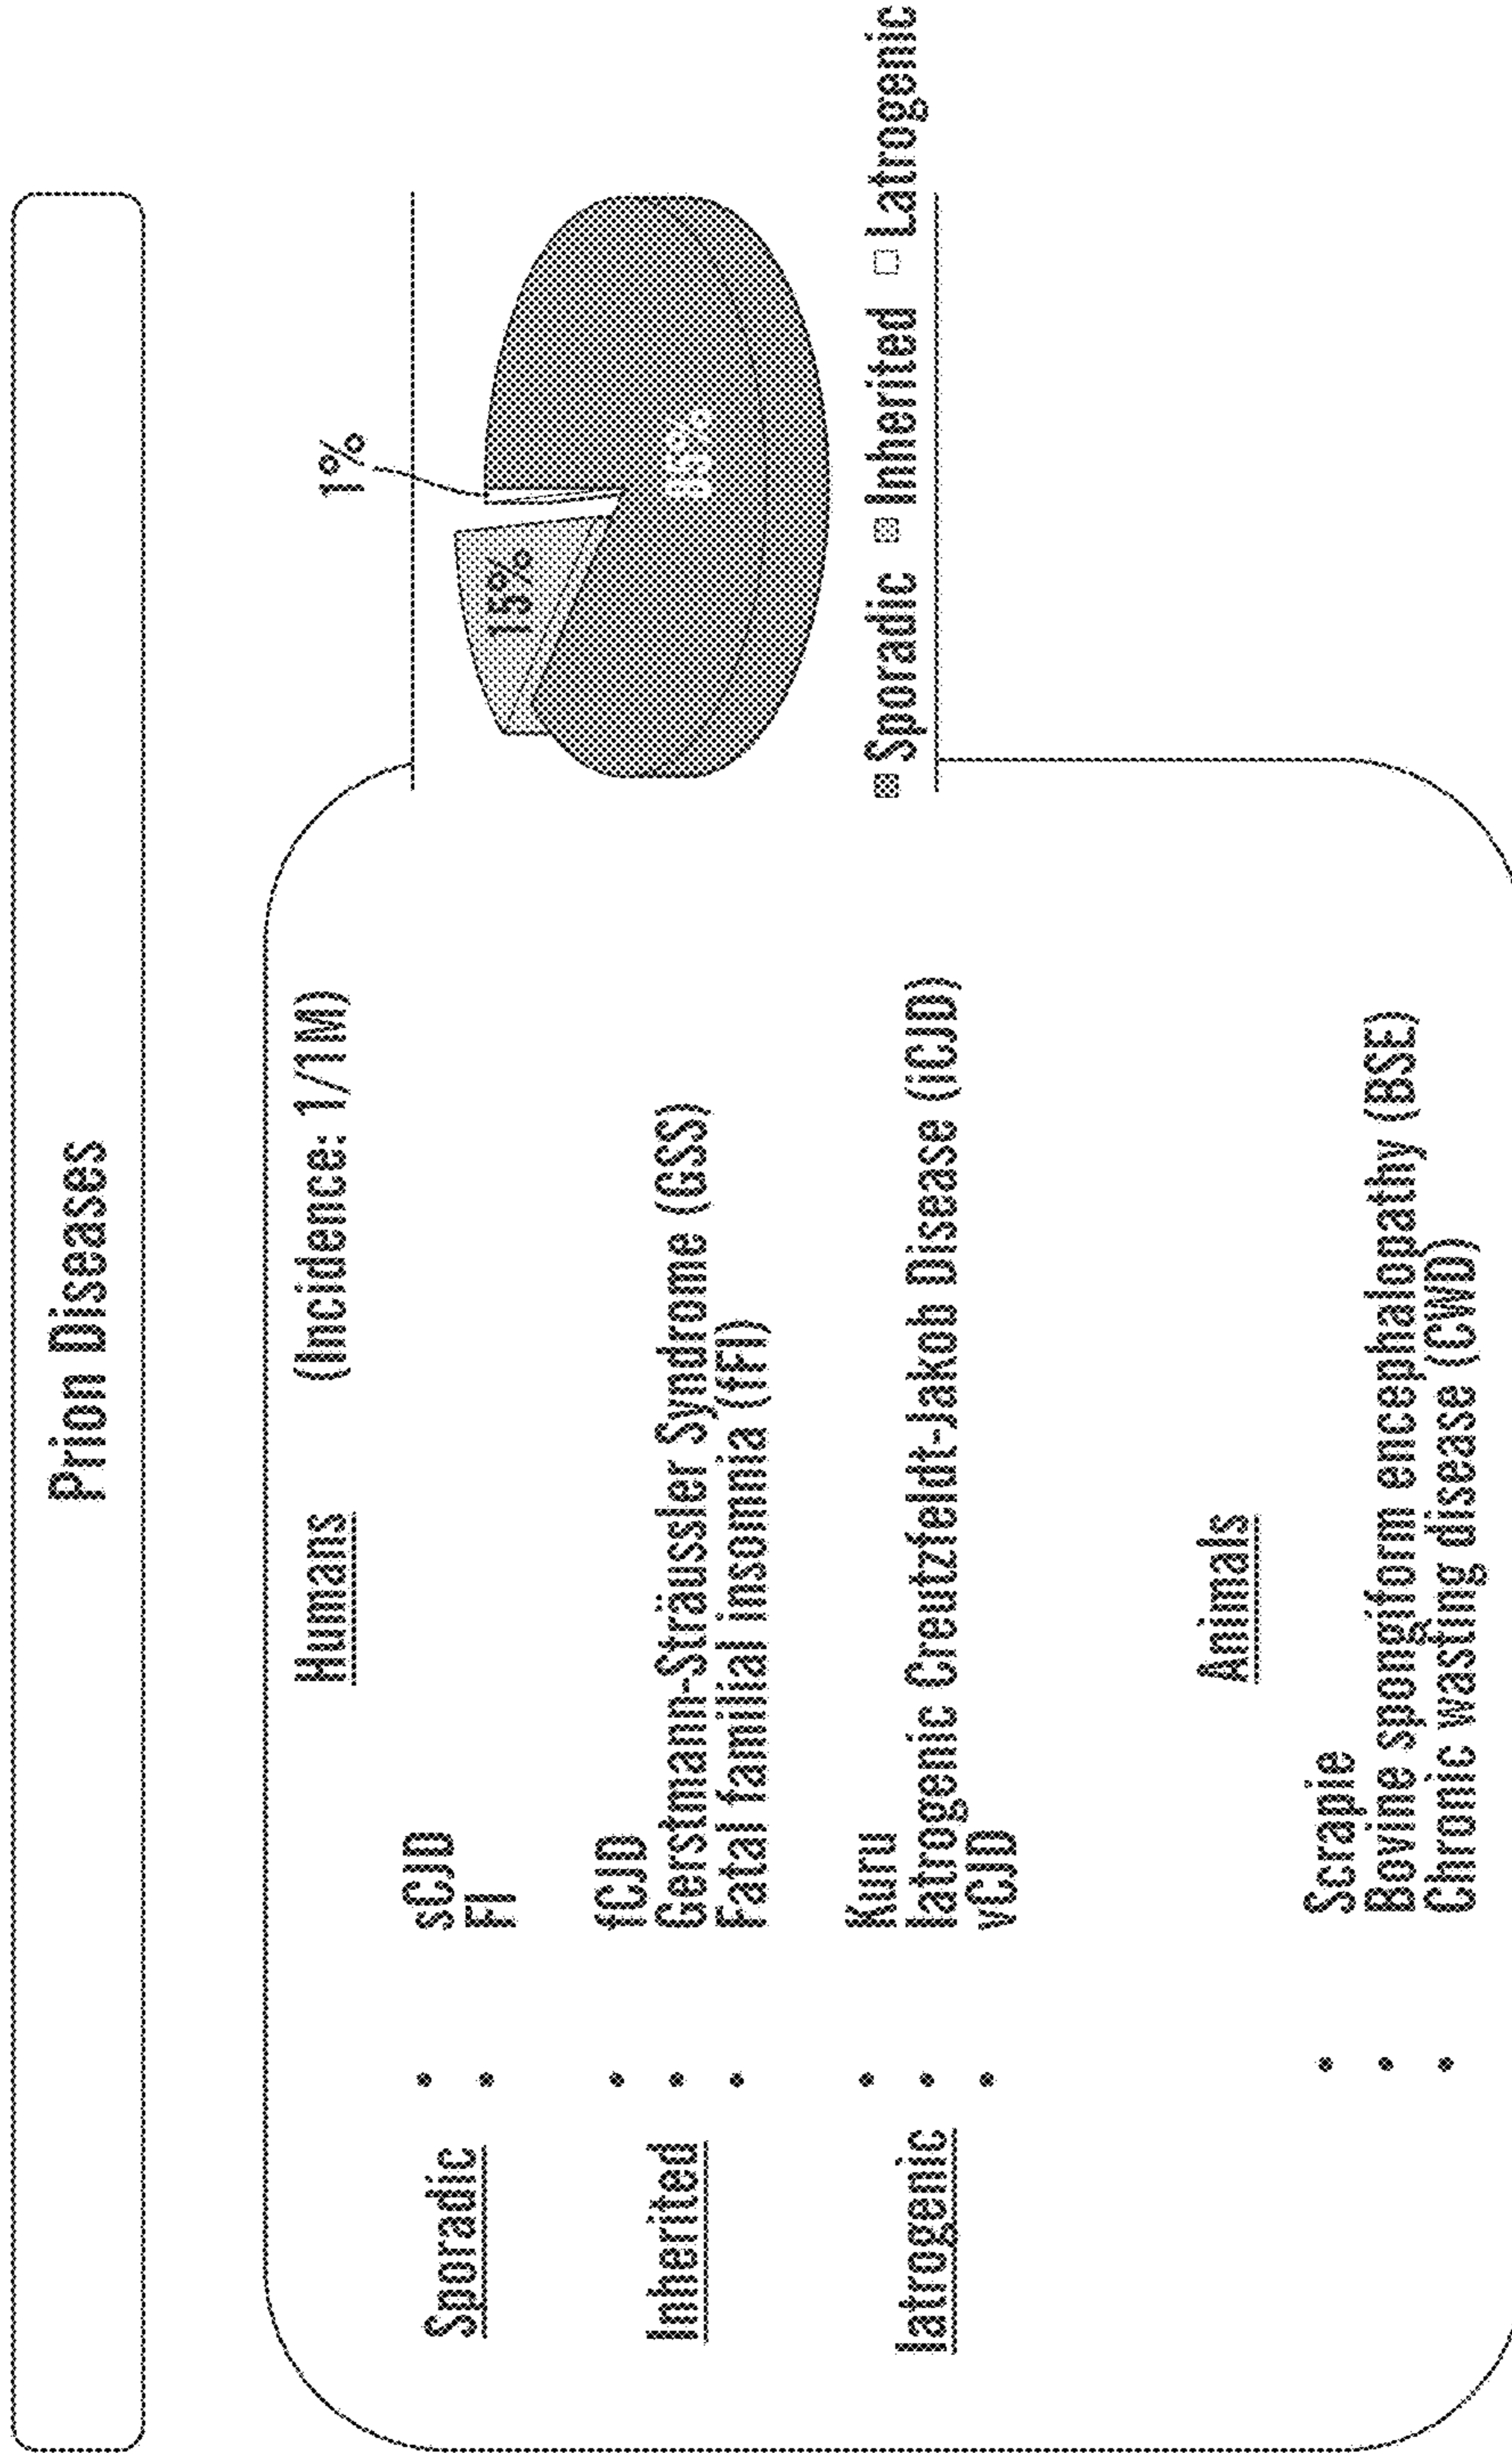 Prion Diseases
Humans (Incidence: 1/1M)
Sporadic
• sCJD
• FI
Inherited
• fCJD
• Gerstmann-Sträussler Syndrome (GSS)
• Fatal familial insomnia (fFI)
Iatrogenic
• Kuru
• Iatrogenic Creutzfeldt-Jakob Disease (iCJD)
• vCJD
Animals
• Scrapie
• Bovine spongiform encephalopathy (BSE)
• Chronic wasting disease (CWD)
1%
15%
Sporadic Inherited Latrogenic